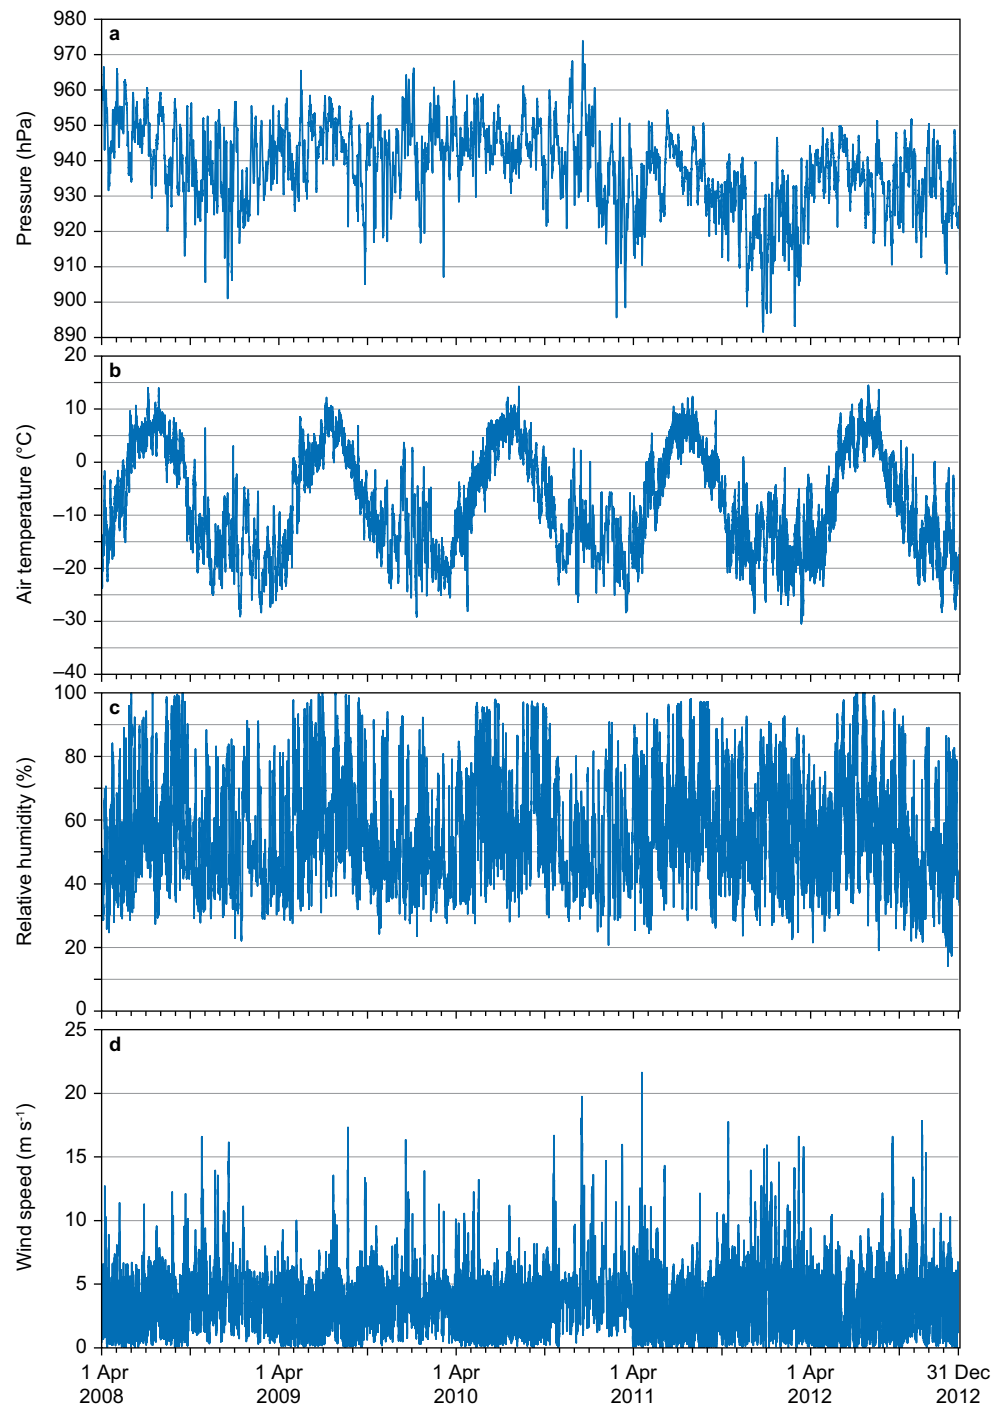 980
a
970
960
950
940
930
920
910
900
890
Pressure (hPa)
20
b
10
0
–10
–20
–30
–40
Air temperature (°C)
100
c
80
60
40
20
0
Relative humidity (%)
25
d
20
15
10
5
0
Wind speed (m s-1)
1 Apr 1 Apr 1 Apr 1 Apr 1 Apr 31 Dec
2008 2009 2010 2011 2012 2012